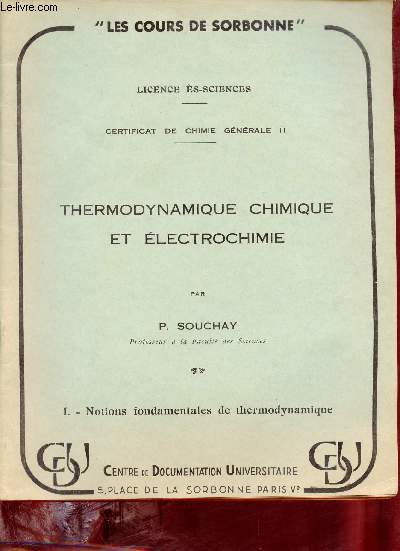 Le-livre.com
"LES COURS DE SORBONNE"
LICENCE ÈS-SCIENCES
CERTIFICAT DE CHIMIE GÉNÉRALE II
THERMODYNAMIQUE CHIMIQUE
ET ÉLECTROCHIMIE
PAR
P. SOUCHAY
Professeur à la Faculté des Sciences
I. - Notions fondamentales de thermodynamique
CDU
CENTRE DE DOCUMENTATION UNIVERSITAIRE
CDU
5, PLACE DE LA SORBONNE PARIS Vᵉ